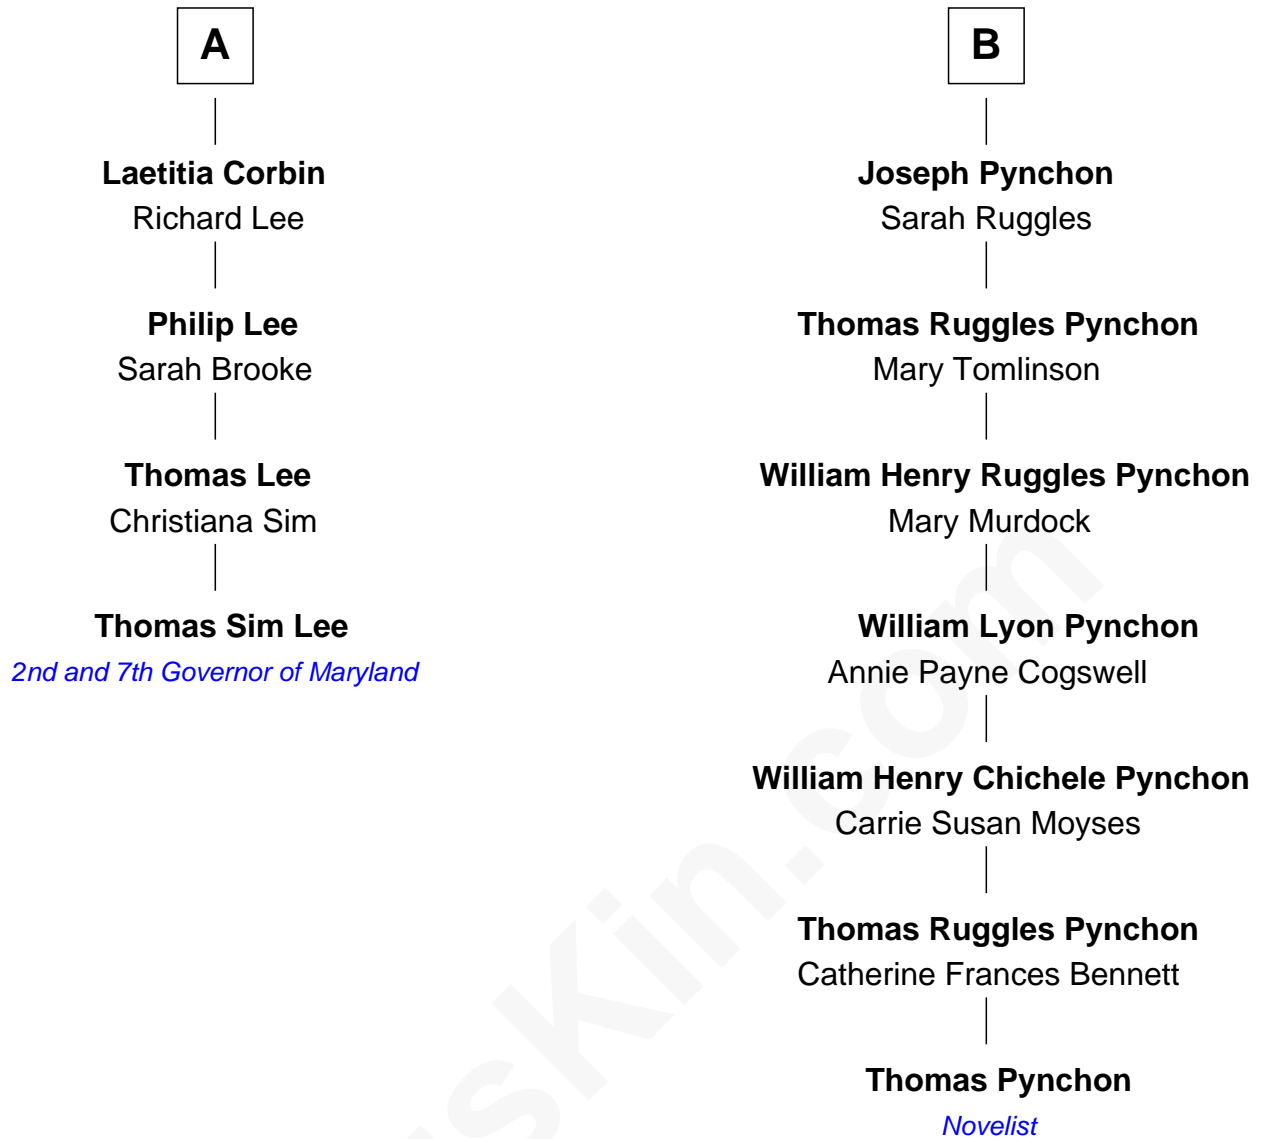 A
Laetitia Corbin
Richard Lee
Philip Lee
Sarah Brooke
Thomas Lee
Christiana Sim
Thomas Sim Lee
2nd and 7th Governor of Maryland
B
Joseph Pynchon
Sarah Ruggles
Thomas Ruggles Pynchon
Mary Tomlinson
William Henry Ruggles Pynchon
Mary Murdock
William Lyon Pynchon
Annie Payne Cogswell
William Henry Chichele Pynchon
Carrie Susan Moyses
Thomas Ruggles Pynchon
Catherine Frances Bennett
Thomas Pynchon
Novelist
sKin.com